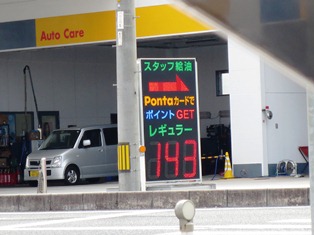 Auto Care
スタッフ給油
Pontaカードで
ポイントGET
レギュラー
143